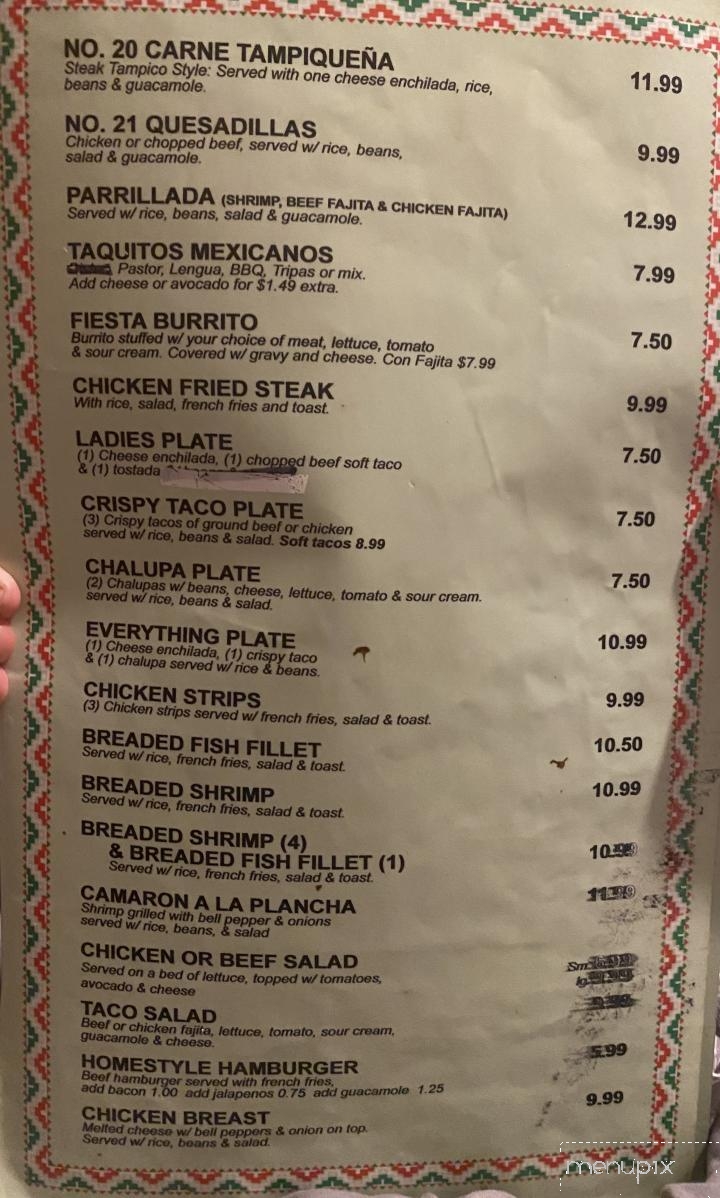 NO. 20 CARNE TAMPIQUEÑA
Steak Tampico Style: Served with one cheese enchilada, rice,
beans & guacamole.
11.99
NO. 21 QUESADILLAS
Chicken or chopped beef, served w/ rice, beans,
salad & guacamole.
9.99
PARRILLADA (SHRIMP, BEEF FAJITA & CHICKEN FAJITA)
Served w/ rice, beans, salad & guacamole.
12.99
TAQUITOS MEXICANOS
Pastor, Lengua, BBQ, Tripas or mix.
Add cheese or avocado for $1.49 extra.
7.99
FIESTA BURRITO
Burrito stuffed w/ your choice of meat, lettuce, tomato
& sour cream. Covered w/ gravy and cheese. Con Fajita $7.99
7.50
CHICKEN FRIED STEAK
With rice, salad, french fries and toast.
9.99
LADIES PLATE
(1) Cheese enchilada, (1) chopped beef soft taco
& (1) tostada
7.50
CRISPY TACO PLATE
(3) Crispy tacos of ground beef or chicken
served w/ rice, beans & salad. Soft tacos 8.99
7.50
CHALUPA PLATE
(2) Chalupas w/ beans, cheese, lettuce, tomato & sour cream.
served w/ rice, beans & salad.
7.50
EVERYTHING PLATE
(1) Cheese enchilada, (1) crispy taco
& (1) chalupa served w/ rice & beans.
10.99
CHICKEN STRIPS
(3) Chicken strips served w/ french fries, salad & toast.
9.99
BREADED FISH FILLET
Served w/ rice, french fries, salad & toast.
10.50
BREADED SHRIMP
Served w/ rice, french fries, salad & toast.
10.99
BREADED SHRIMP (4)
& BREADED FISH FILLET (1)
Served w/ rice, french fries, salad & toast.
10.99
CAMARON A LA PLANCHA
Shrimp grilled with bell pepper & onions
served w/ rice, beans, & salad
11.99
CHICKEN OR BEEF SALAD
Served on a bed of lettuce, topped w/ tomatoes,
avocado & cheese
TACO SALAD
Beef or chicken fajita, lettuce, tomato, sour cream,
guacamole & cheese.
HOMESTYLE HAMBURGER
Beef hamburger served with french fries,
add bacon 1.00 add jalapenos 0.75 add guacamole 1.25
5.99
CHICKEN BREAST
Melted cheese w/ bell peppers & onion on top.
Served w/ rice, beans & salad.
9.99
menupix